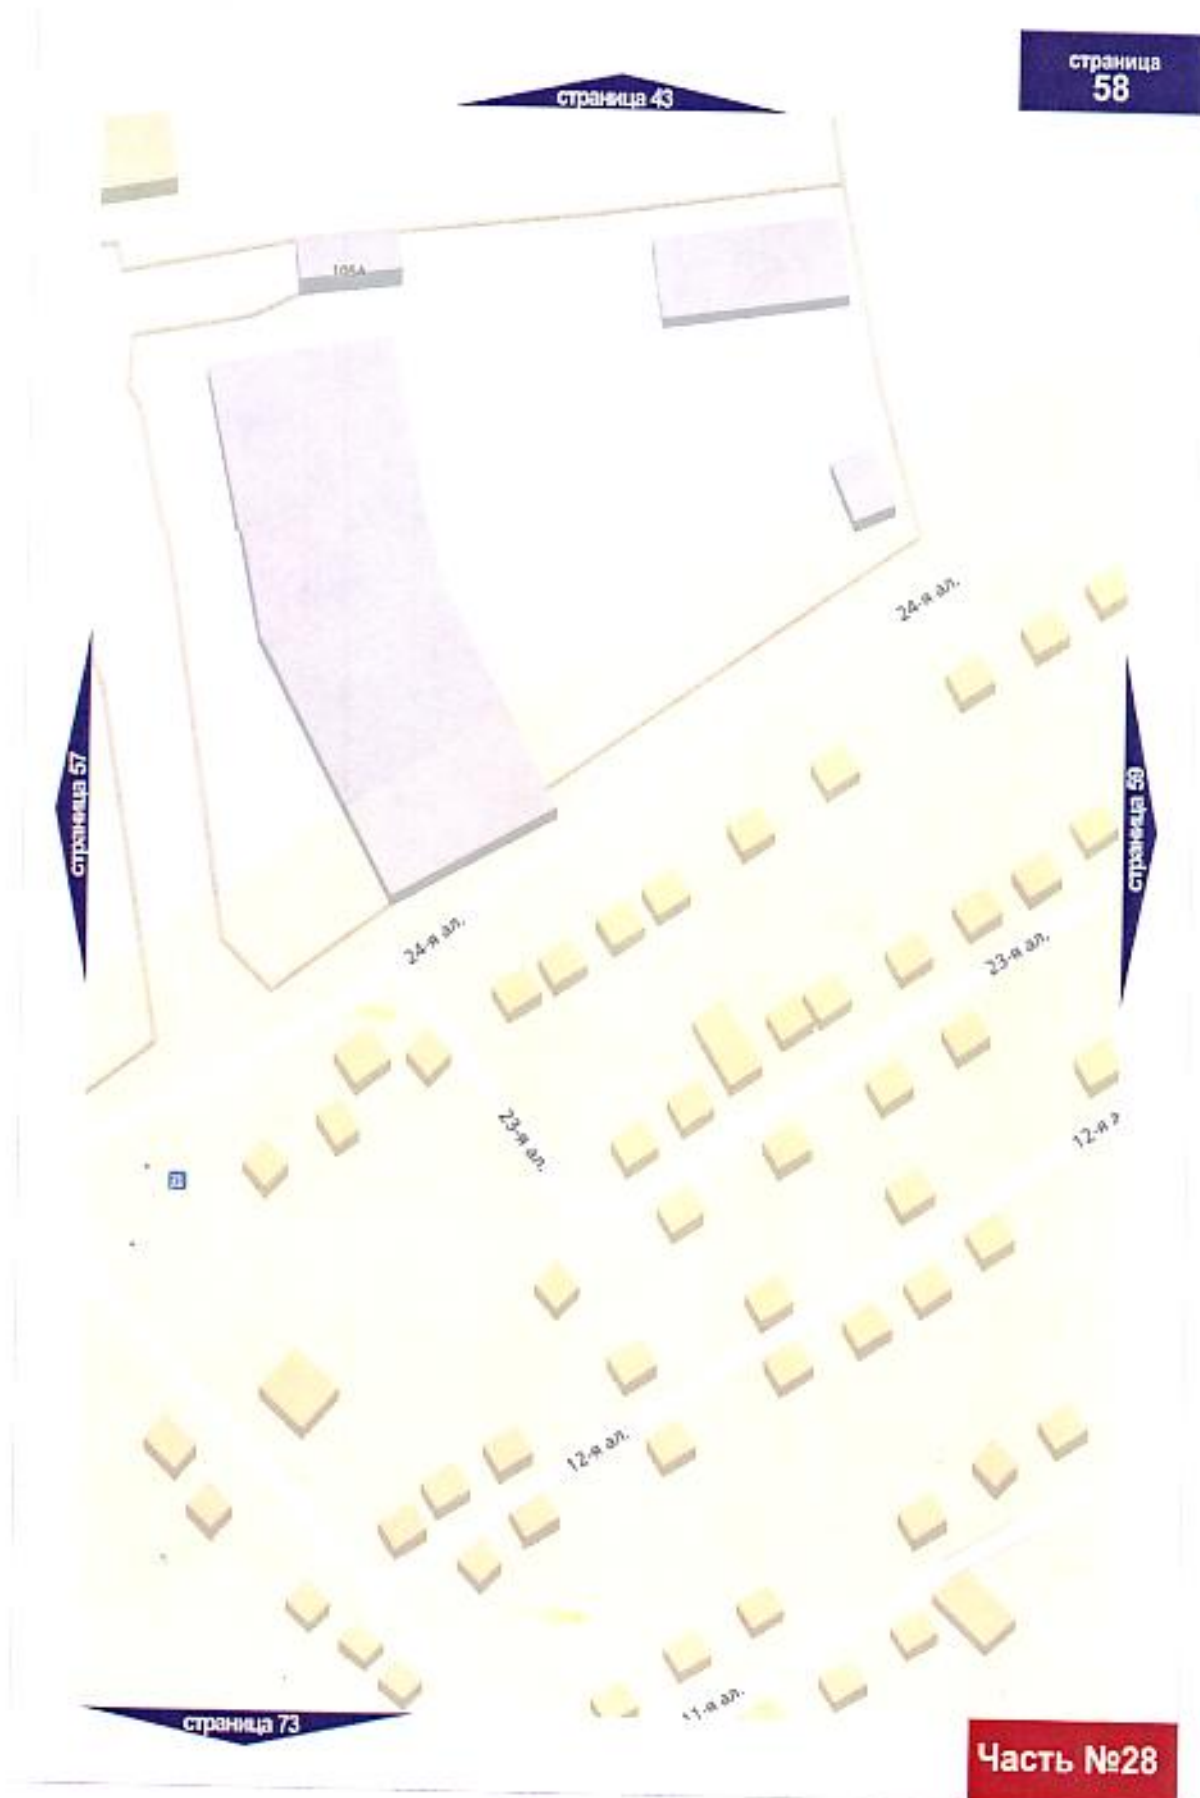 страница
58
страница 43
105А
24-я ал.
страница 57
страница 59
24-я ал.
23-я ал.
23-я ал.
12-я
12-я ал.
11-я ал.
страница 73
Часть №28